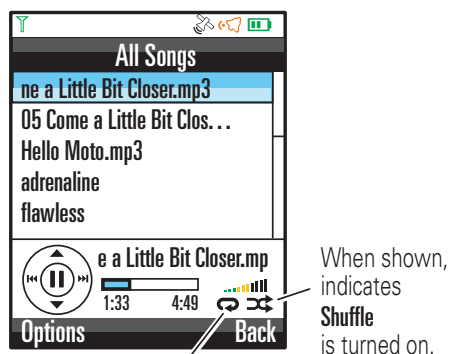 All Songs
ne a Little Bit Closer.mp3
05 Come a Little Bit Clos...
Hello Moto.mp3
adrenaline
flawless
e a Little Bit Closer.mp
1:33 4:49
Options Back
When shown,
indicates
Shuffle
is turned on.